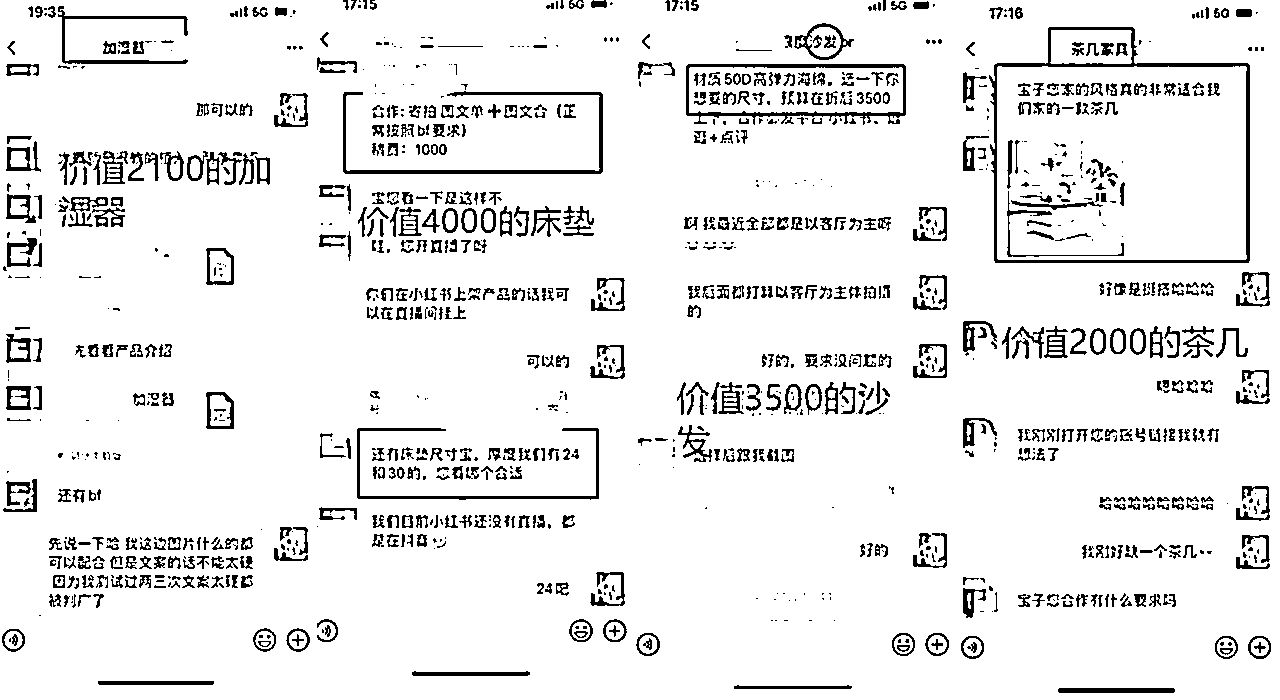 19:35
5G
加湿器
那可以的
价值2100的加
湿器
先看看产品介绍
加湿器
还有bf
先说一下哈 我这边图片什么的都
可以配合 但是文案的话不能太硬
因为我测试过两三次文案太硬都
被判广了
17:15
5G
合作:寄拍 图文单+图文合(正
常按照bf要求)
稿费:1000
宝您看一下是这样不
价值4000的床垫
哇,您开直播了呀
你们在小红书上架产品的话我可
以在直播间挂上
可以的
还有床垫尺寸宝,厚度我们有24
和30的,您看哪个合适
我们目前小红书还没有直播,都
是在抖音
24吧
17:15
5G
沙发
材质50D高弹力海绵,选一下你
想要的尺寸,预算在折后3500
上下,合作必发平台小红书、
逛+点评
啊 我最近全部都是以客厅为主呀
我后面都打算以客厅为主体拍摄
的
好的,要求没问题的
价值3500的沙
发
选择后跟我截图
好的
17:16
5G
茶几家具
宝子您家的风格真的非常适合我
们家的一款茶几
好像是挺搭哈哈哈
价值2000的茶几
嗯哈哈哈
我刚刚打开您的账号链接我就有
想法了
哈哈哈哈哈哈哈哈
我刚好缺一个茶几
宝子您合作有什么要求吗